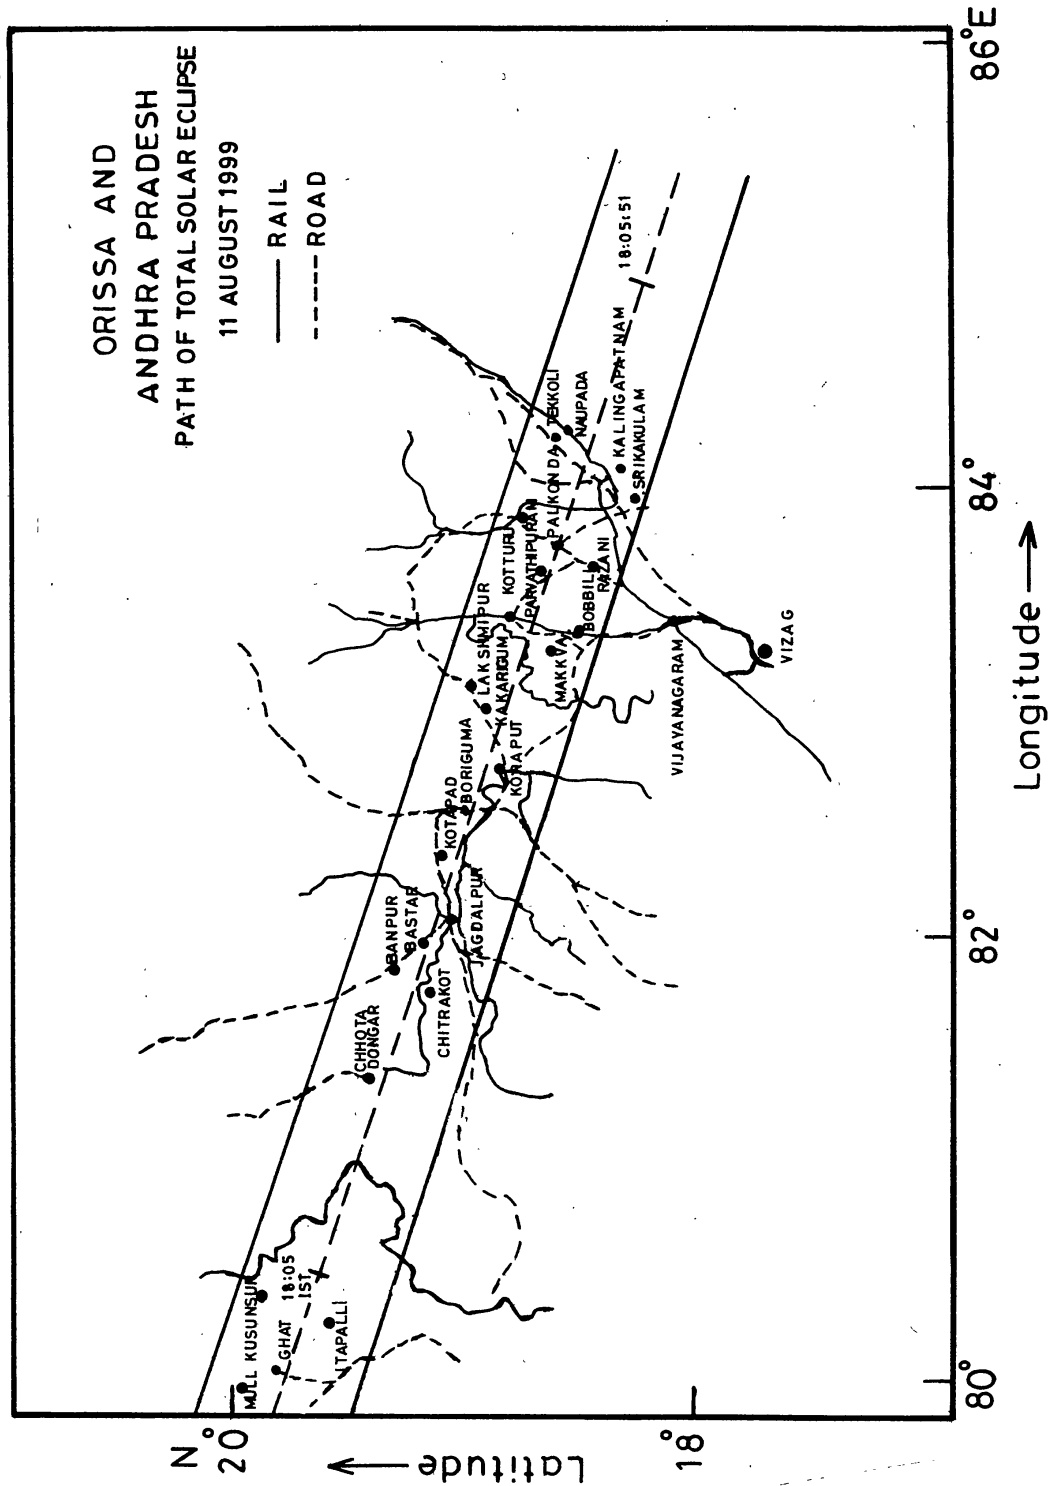 ORISSA AND
ANDHRA PRADESH
PATH OF TOTAL SOLAR ECLIPSE
11 AUGUST 1999
RAIL
ROAD
N
20°
18°
Latitude
80°
82°
84°
86°E
Longitude
MULL
KUSUNSUR
GHAT
18:05
IST
ITAPALLI
CHHOTA
DONGAR
BANPUR
BASTAR
CHITRAKOT
JAGDALPUR
KOTAPAD
BORIGUMA
KORAPUT
LAKSHMIPUR
KAKARIGUM
MAKKVA
KOTTURU
PARVATHIPURAM
BOBBILI
RAZANI
PALKONDA
TEKKOLI
NAUPADA
KALINGAPATNAM
SRIKAKULAM
18:05:51
VIJAYANAGARAM
VIZAG